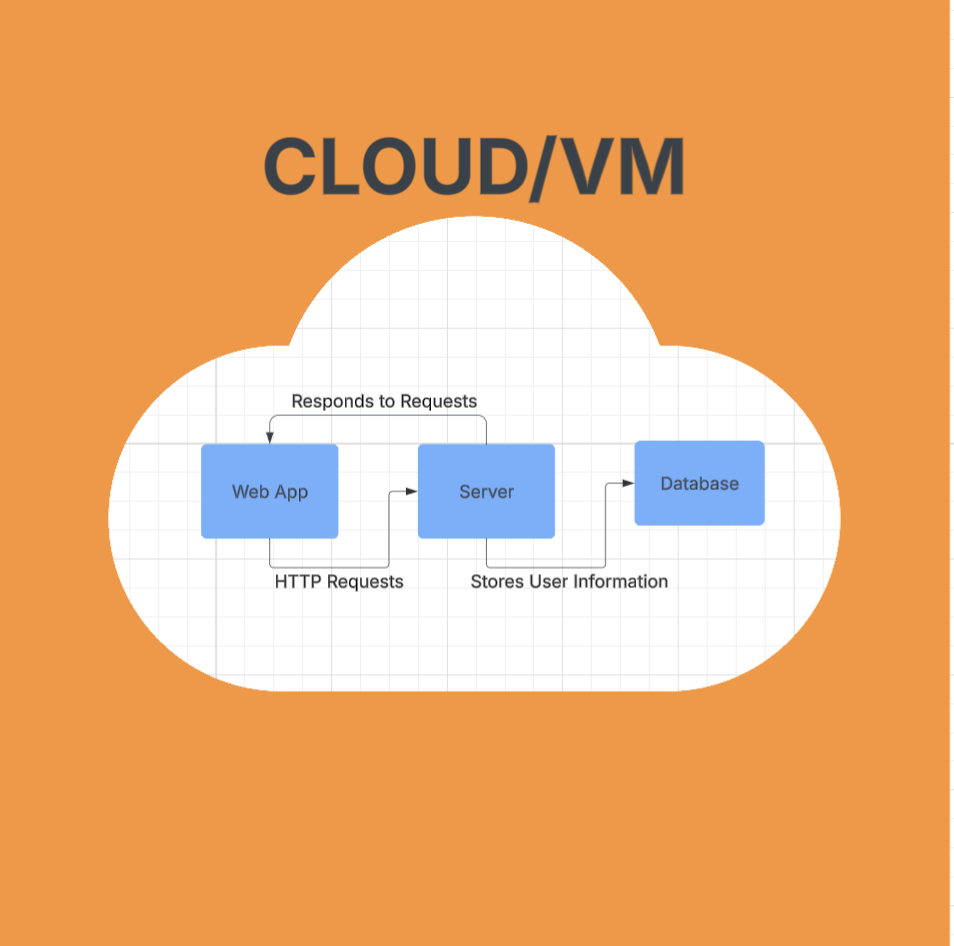 CLOUD/VM
Responds to Requests
Web App
Server
Database
HTTP Requests
Stores User Information